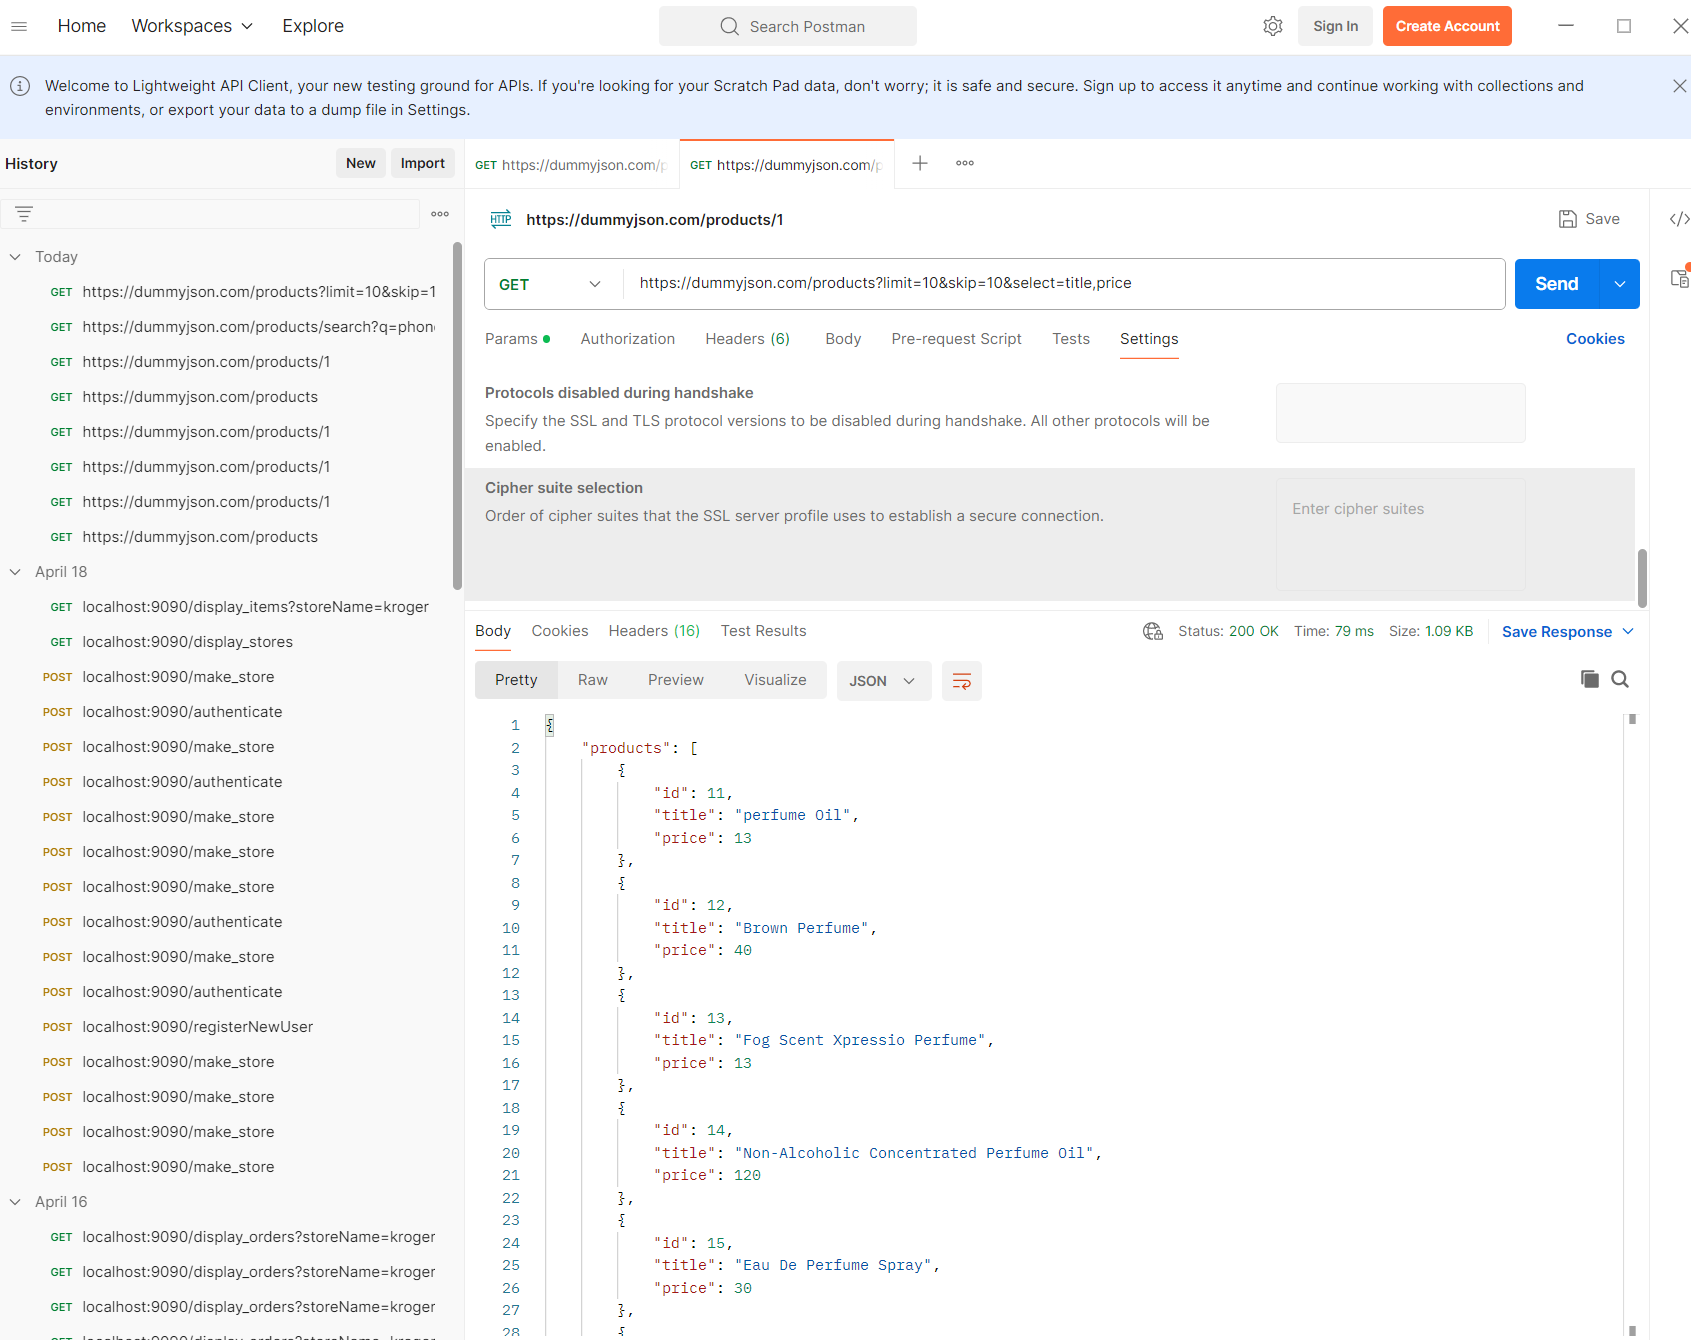 Home Workspaces Explore Search Postman Sign In Create Account
Welcome to Lightweight API Client, your new testing ground for APIs. If you're looking for your Scratch Pad data, don't worry; it is safe and secure. Sign up to access it anytime and continue working with collections and
environments, or export your data to a dump file in Settings.
History New Import
Today
GET https://dummyjson.com/products?limit=10&skip=1
GET https://dummyjson.com/products/search?q=phon
GET https://dummyjson.com/products/1
GET https://dummyjson.com/products
GET https://dummyjson.com/products/1
GET https://dummyjson.com/products/1
GET https://dummyjson.com/products/1
GET https://dummyjson.com/products
April 18
GET localhost:9090/display_items?storeName=kroger
GET localhost:9090/display_stores
POST localhost:9090/make_store
POST localhost:9090/authenticate
POST localhost:9090/make_store
POST localhost:9090/authenticate
POST localhost:9090/make_store
POST localhost:9090/make_store
POST localhost:9090/make_store
POST localhost:9090/authenticate
POST localhost:9090/make_store
POST localhost:9090/authenticate
POST localhost:9090/registerNewUser
POST localhost:9090/make_store
POST localhost:9090/make_store
POST localhost:9090/make_store
POST localhost:9090/make_store
April 16
GET localhost:9090/display_orders?storeName=kroger
GET localhost:9090/display_orders?storeName=kroger
GET localhost:9090/display_orders?storeName=kroger
GET https://dummyjson.com/p GET https://dummyjson.com/p
HTTP https://dummyjson.com/products/1 Save </>
GET https://dummyjson.com/products?limit=10&skip=10&select=title,price Send
Params Authorization Headers (6) Body Pre-request Script Tests Settings Cookies
Protocols disabled during handshake
Specify the SSL and TLS protocol versions to be disabled during handshake. All other protocols will be
enabled.
Cipher suite selection
Order of cipher suites that the SSL server profile uses to establish a secure connection. Enter cipher suites
Body Cookies Headers (16) Test Results Status: 200 OK Time: 79 ms Size: 1.09 KB Save Response
Pretty Raw Preview Visualize JSON
1 {
2 "products": [
3 {
4 "id": 11,
5 "title": "perfume Oil",
6 "price": 13
7 },
8 {
9 "id": 12,
10 "title": "Brown Perfume",
11 "price": 40
12 },
13 {
14 "id": 13,
15 "title": "Fog Scent Xpressio Perfume",
16 "price": 13
17 },
18 {
19 "id": 14,
20 "title": "Non-Alcoholic Concentrated Perfume Oil",
21 "price": 120
22 },
23 {
24 "id": 15,
25 "title": "Eau De Perfume Spray",
26 "price": 30
27 },
28 {